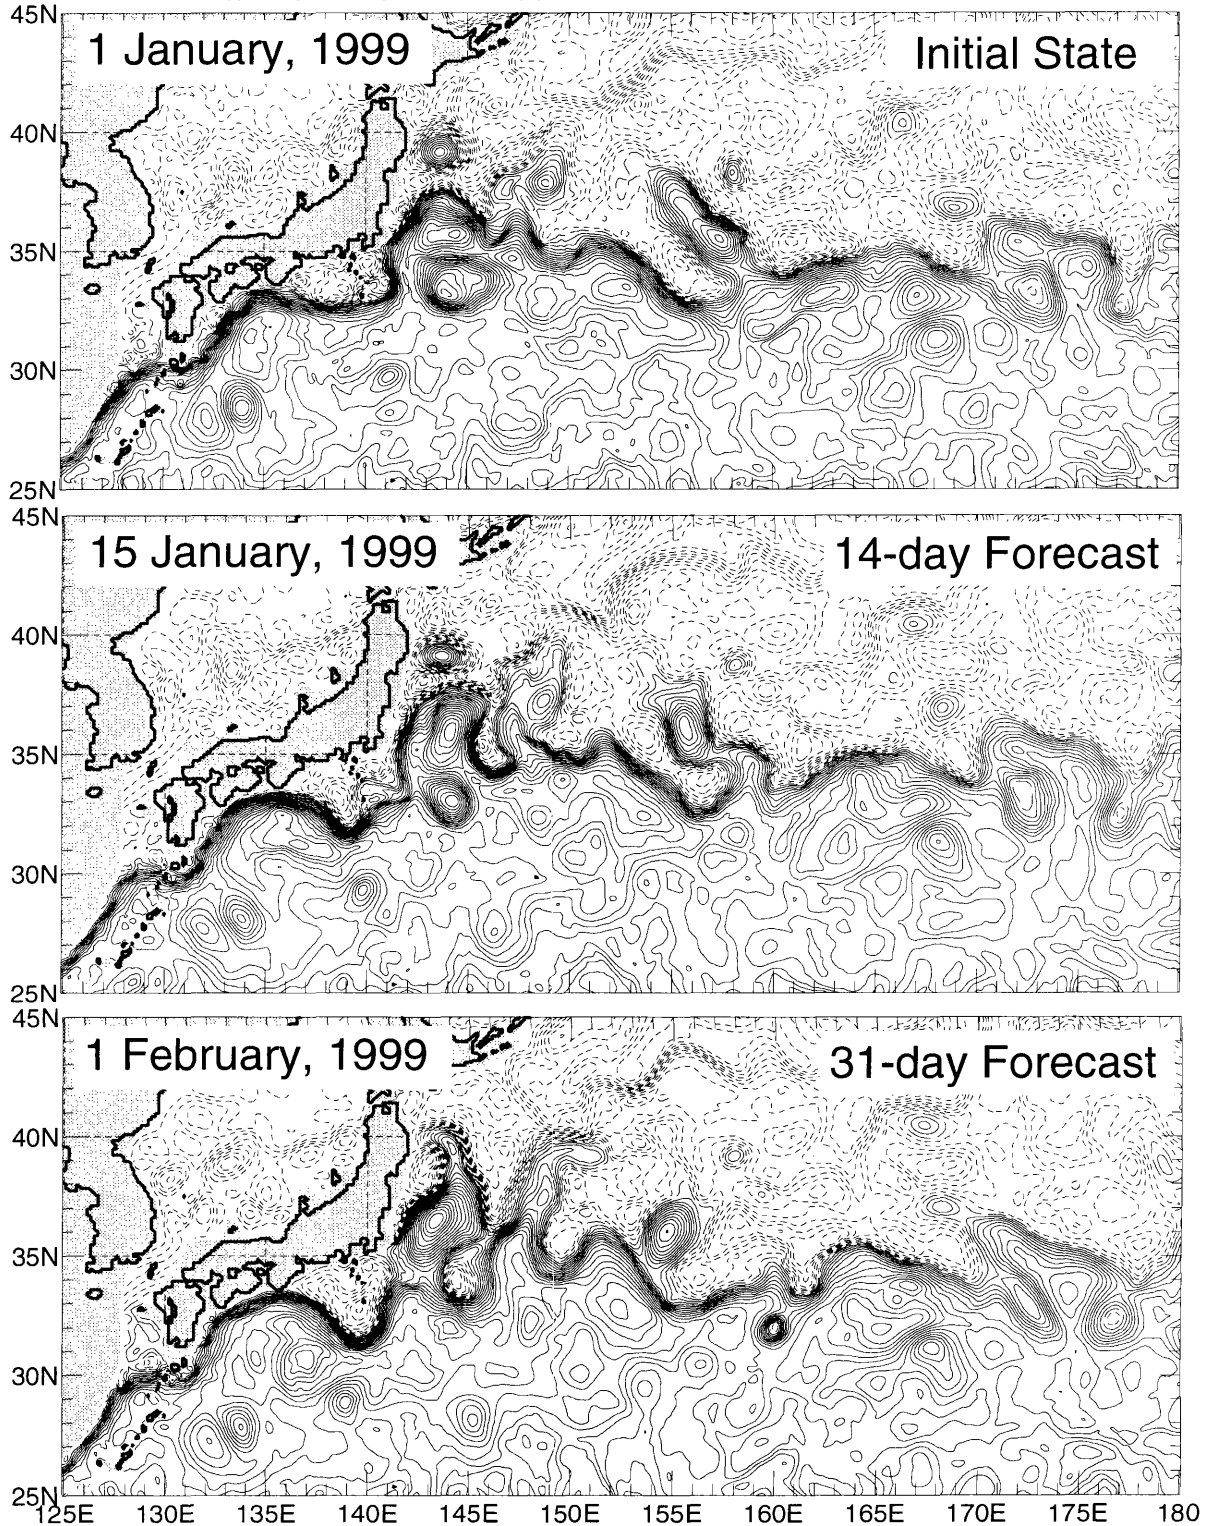 45N
1 January, 1999 Initial State
40N
35N
30N
25N
45N
15 January, 1999 14-day Forecast
40N
35N
30N
25N
45N
1 February, 1999 31-day Forecast
40N
35N
30N
25N
125E 130E 135E 140E 145E 150E 155E 160E 165E 170E 175E 180